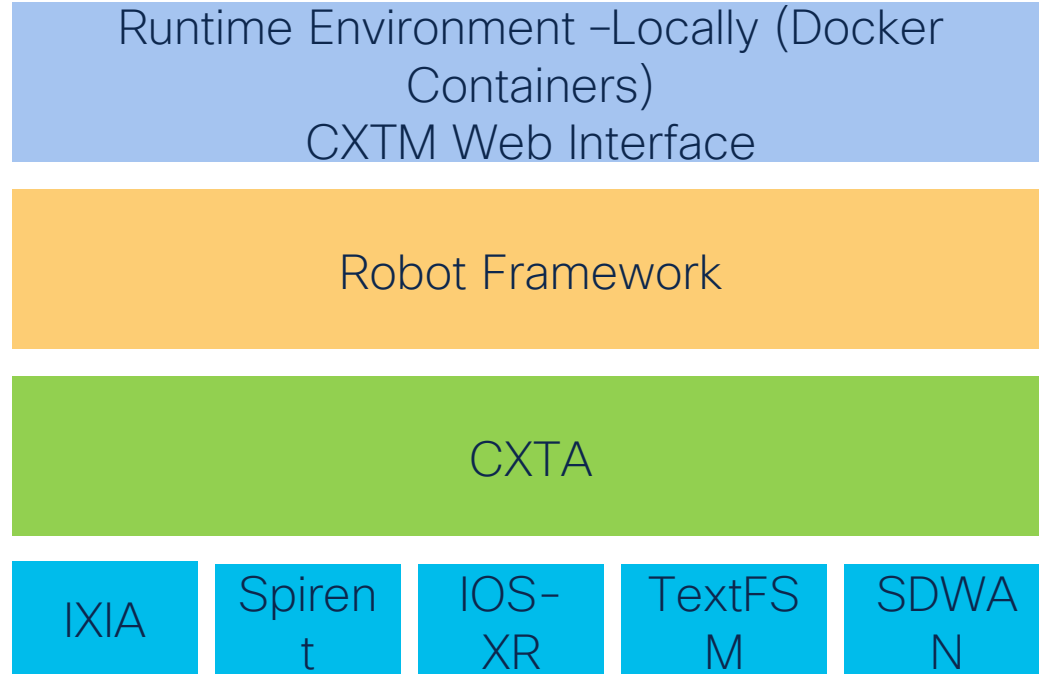 Runtime Environment –Locally (Docker
Containers)
CXTM Web Interface
Robot Framework
CXTA
IXIA
Spiren
t
IOS-
XR
TextFS
M
SDWA
N